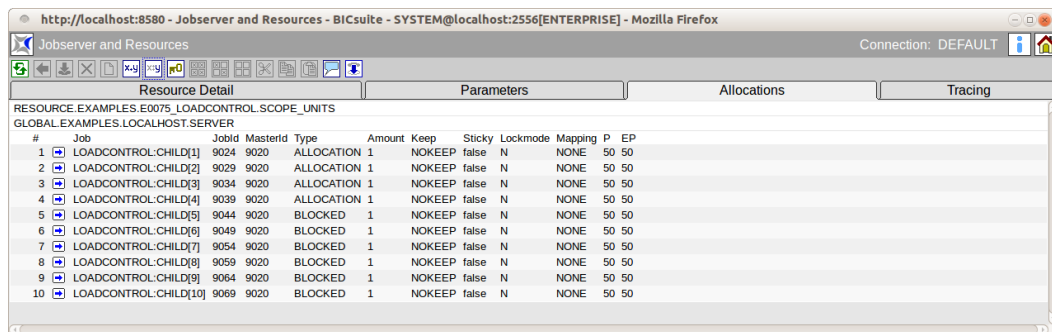 http://localhost:8580 - Jobserver and Resources - BICsuite - SYSTEM@localhost:2556[ENTERPRISE] - Mozilla Firefox
Jobserver and Resources Connection: DEFAULT
Resource Detail Parameters Allocations Tracing
RESOURCE.EXAMPLES.E0075_LOADCONTROL.SCOPE_UNITS
GLOBAL.EXAMPLES.LOCALHOST.SERVER
# Job JobId MasterId Type Amount Keep Sticky Lockmode Mapping P EP
1 LOADCONTROL:CHILD[1] 9024 9020 ALLOCATION 1 NOKEEP false N NONE 50 50
2 LOADCONTROL:CHILD[2] 9029 9020 ALLOCATION 1 NOKEEP false N NONE 50 50
3 LOADCONTROL:CHILD[3] 9034 9020 ALLOCATION 1 NOKEEP false N NONE 50 50
4 LOADCONTROL:CHILD[4] 9039 9020 ALLOCATION 1 NOKEEP false N NONE 50 50
5 LOADCONTROL:CHILD[5] 9044 9020 BLOCKED 1 NOKEEP false N NONE 50 50
6 LOADCONTROL:CHILD[6] 9049 9020 BLOCKED 1 NOKEEP false N NONE 50 50
7 LOADCONTROL:CHILD[7] 9054 9020 BLOCKED 1 NOKEEP false N NONE 50 50
8 LOADCONTROL:CHILD[8] 9059 9020 BLOCKED 1 NOKEEP false N NONE 50 50
9 LOADCONTROL:CHILD[9] 9064 9020 BLOCKED 1 NOKEEP false N NONE 50 50
10 LOADCONTROL:CHILD[10] 9069 9020 BLOCKED 1 NOKEEP false N NONE 50 50